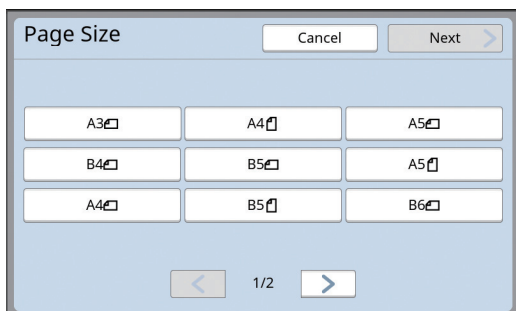 Page Size Cancel Next
A3 A4 A5
B4 B5 A5
A4 B5 B6
1/2